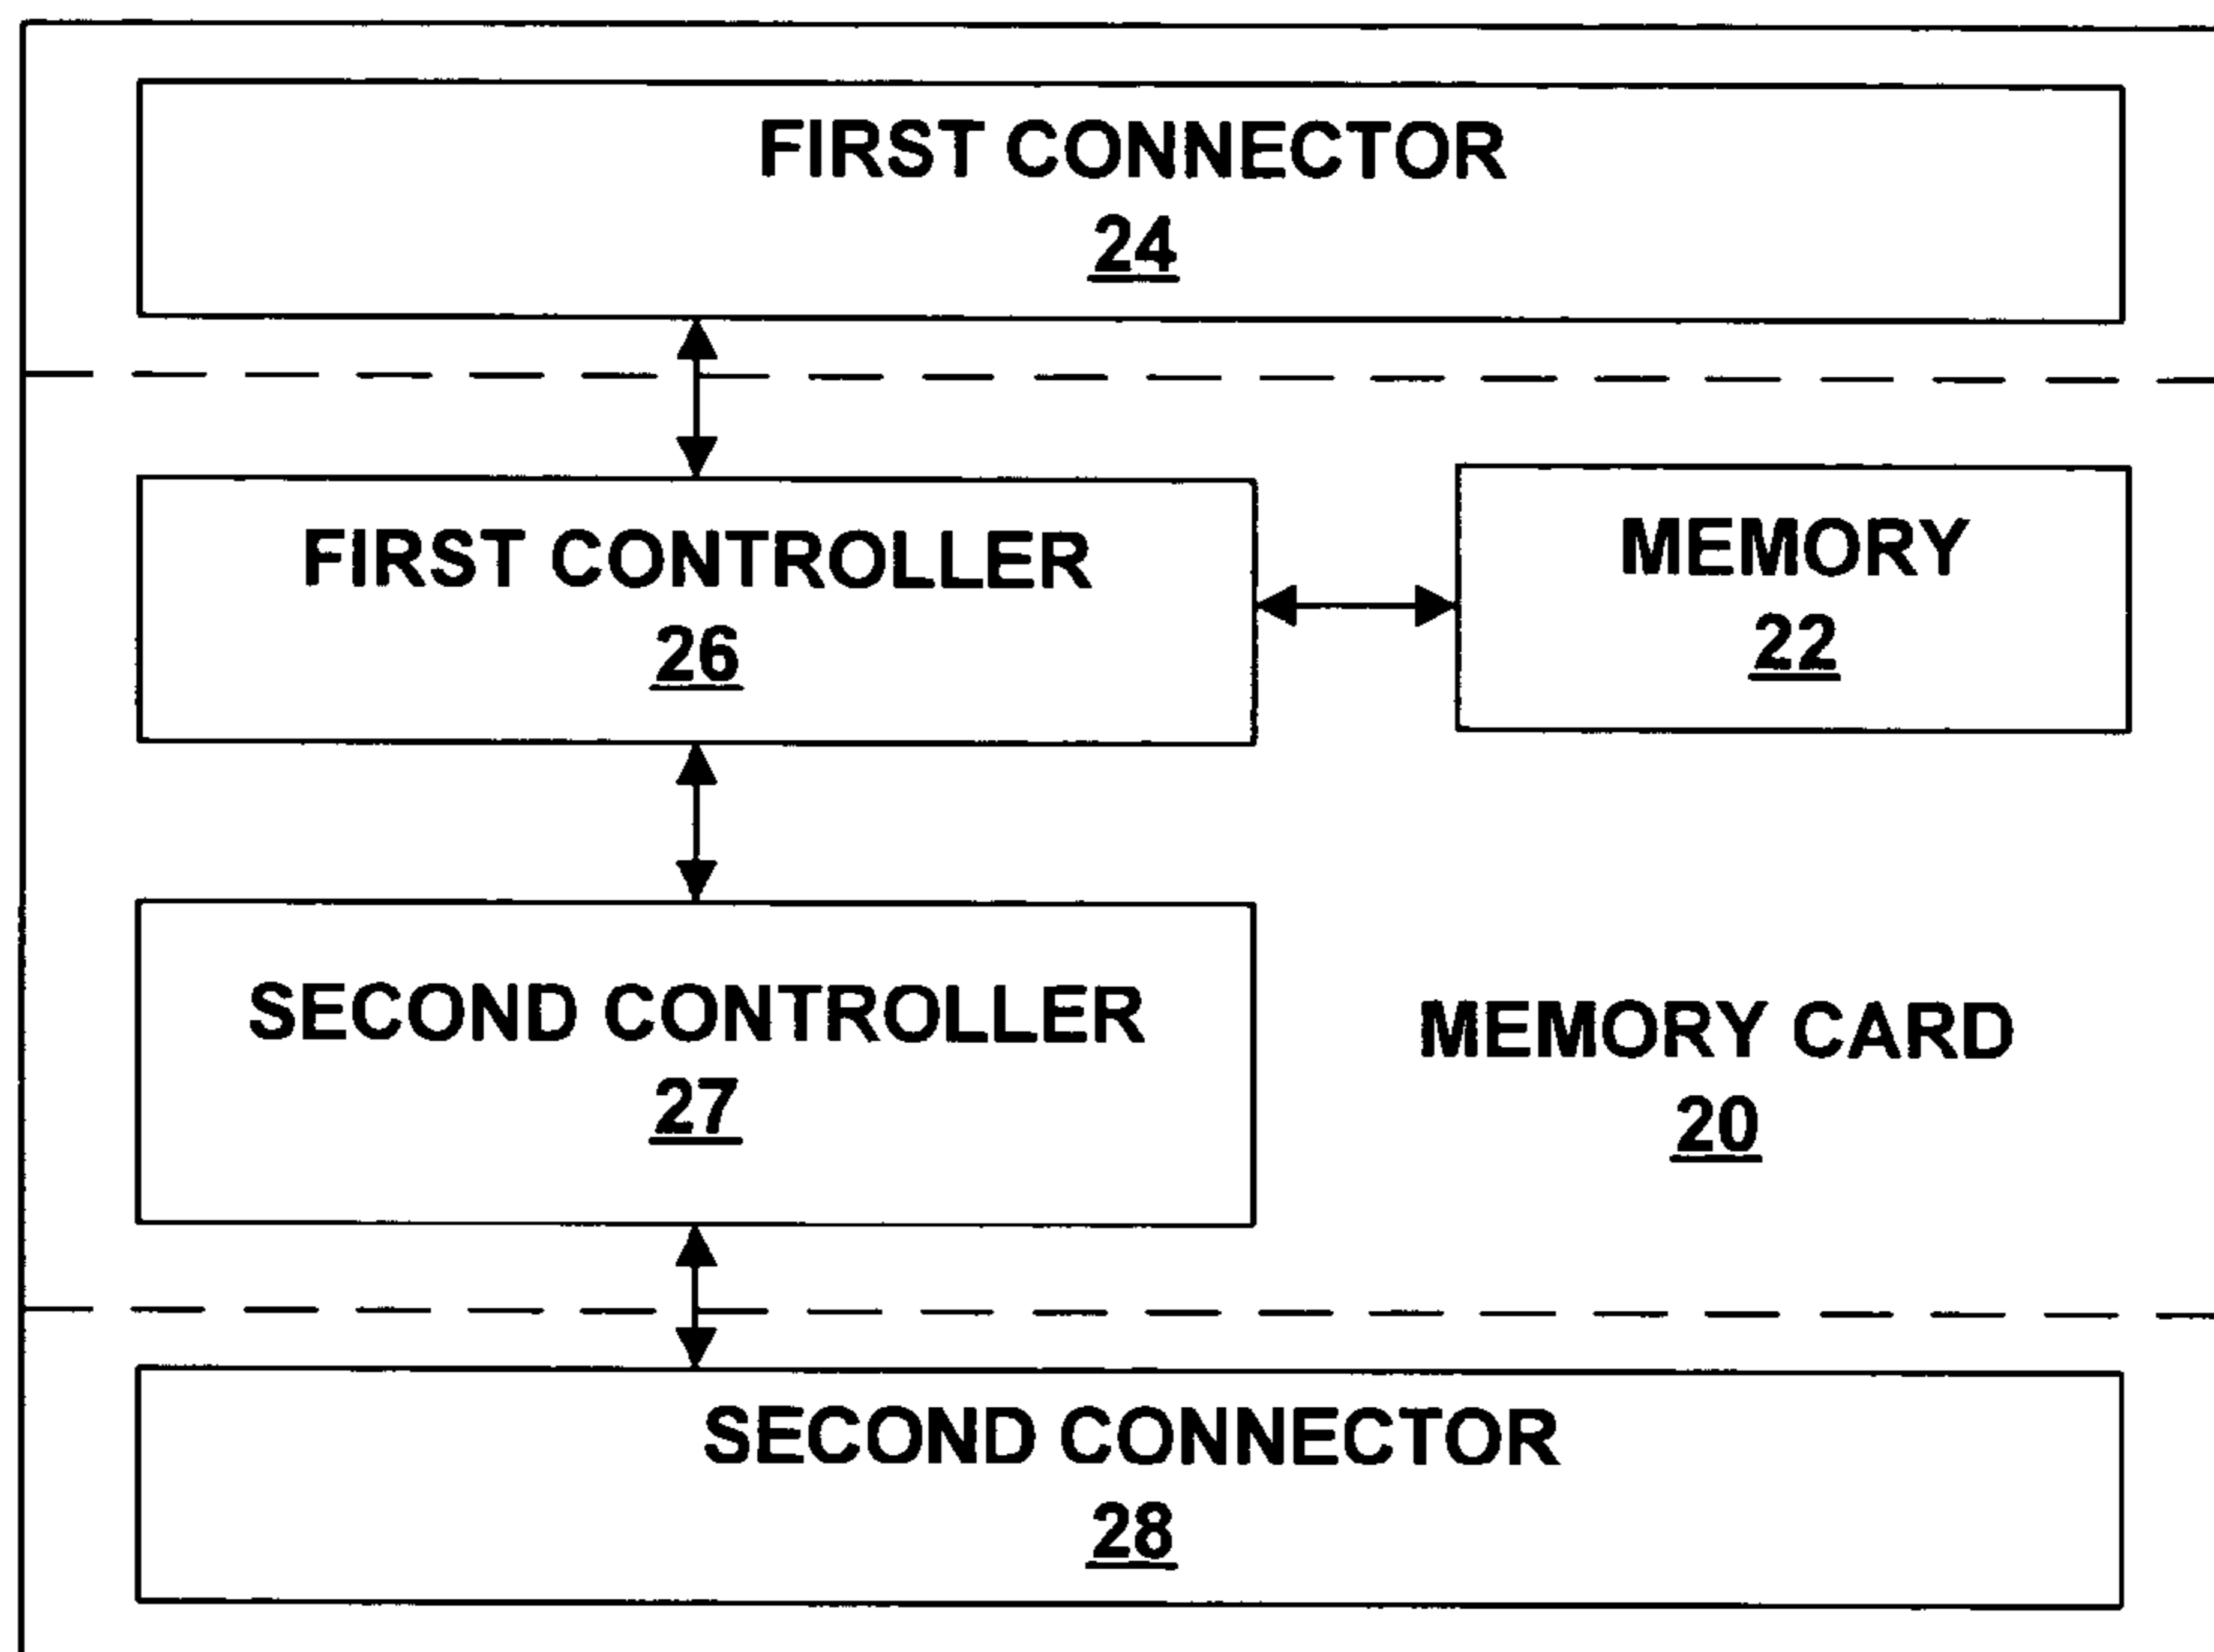 FIRST CONNECTOR
24
FIRST CONTROLLER
26
MEMORY
22
SECOND CONTROLLER
27
MEMORY CARD
20
SECOND CONNECTOR
28